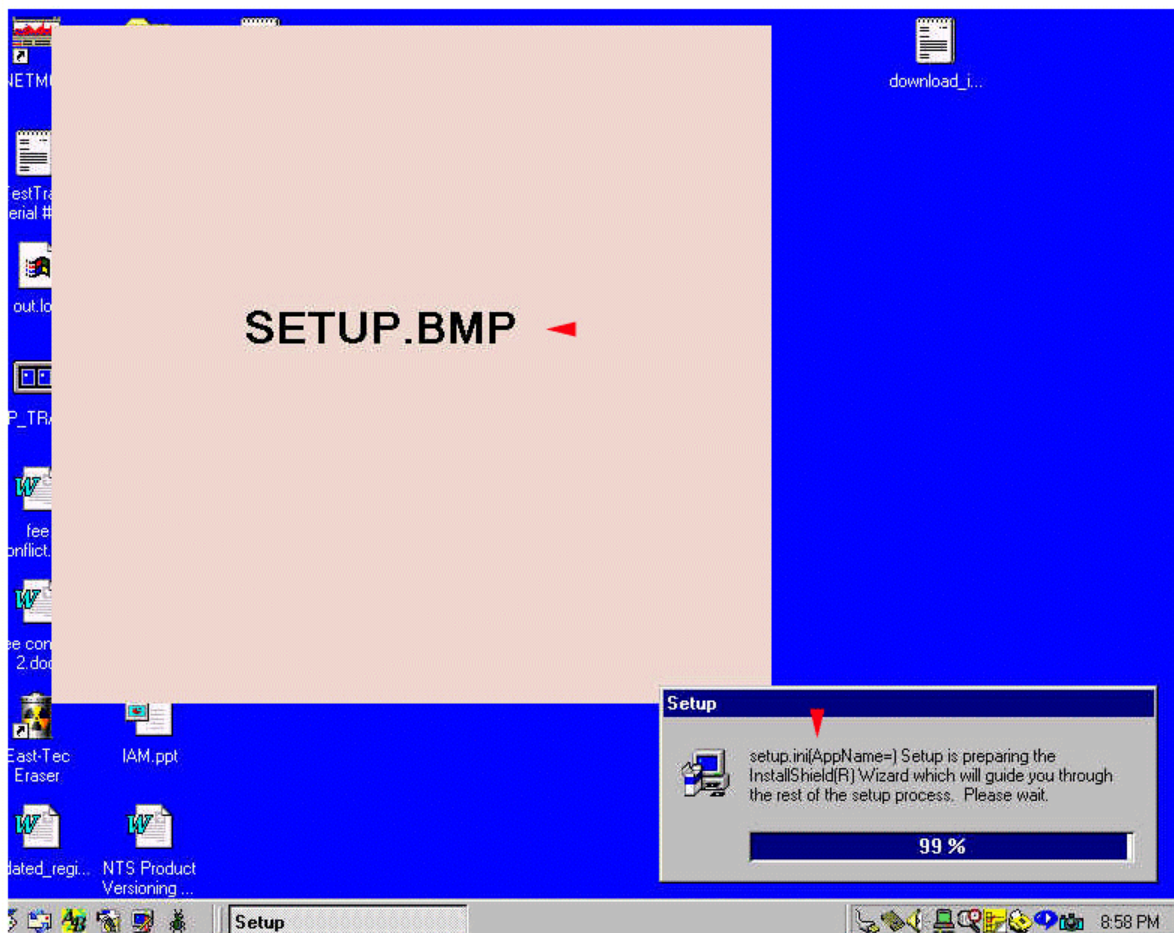 NETM
download_i...
estTra
erial #
out.lo
SETUP.BMP
P_TRA
fee
onflict.
ee con
2.doc
East-Tec
Eraser
IAM.ppt
Setup
setup.ini(AppName=) Setup is preparing the
InstallShield(R) Wizard which will guide you through
the rest of the setup process. Please wait.
99 %
dated_regi...
NTS Product
Versioning ...
Setup
8:58 PM